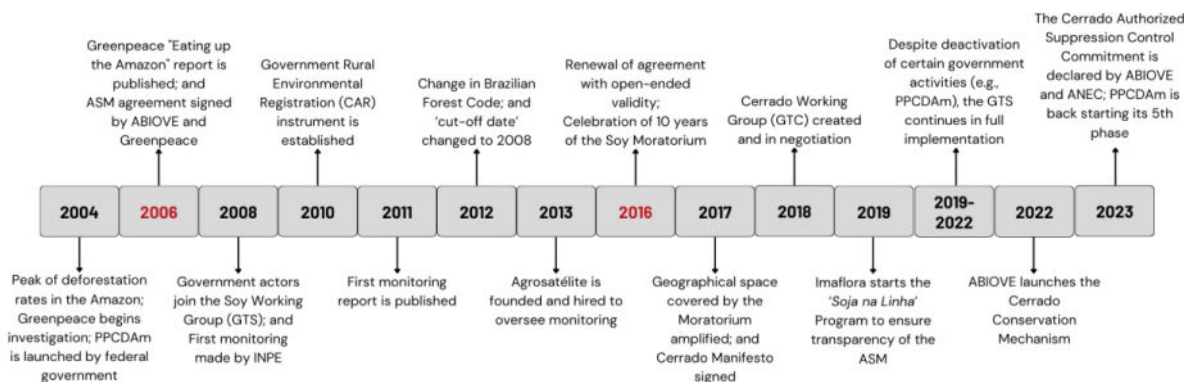 Greenpeace "Eating up
the Amazon" report is
published; and
ASM agreement signed
by ABIOVE and
Greenpeace
Government Rural
Environmental
Registration (CAR)
instrument is
established
Change in Brazilian
Forest Code; and
'cut-off date'
changed to 2008
Renewal of agreement
with open-ended
validity;
Celebration of 10 years
of the Soy Moratorium
Cerrado Working
Group (GTC) created
and in negotiation
Despite deactivation
of certain government
activities (e.g.,
PPCDAm), the GTS
continues in full
implementation
The Cerrado Authorized
Suppression Control
Commitment is
declared by ABIOVE
and ANEC; PPCDAm is
back starting its 5th
phase
2004
2006
2008
2010
2011
2012
2013
2016
2017
2018
2019
2019-
2022
2022
2023
Peak of deforestation
rates in the Amazon;
Greenpeace begins
investigation; PPCDAm
is launched by federal
government
Government actors
join the Soy Working
Group (GTS); and
First monitoring
made by INPE
First monitoring
report is published
Agrosatélite is
founded and hired to
oversee monitoring
Geographical space
covered by the
Moratorium
amplified; and
Cerrado Manifesto
signed
Imaflora starts the
'Soja na Linha'
Program to ensure
transparency of the
ASM
ABIOVE launches the
Cerrado
Conservation
Mechanism